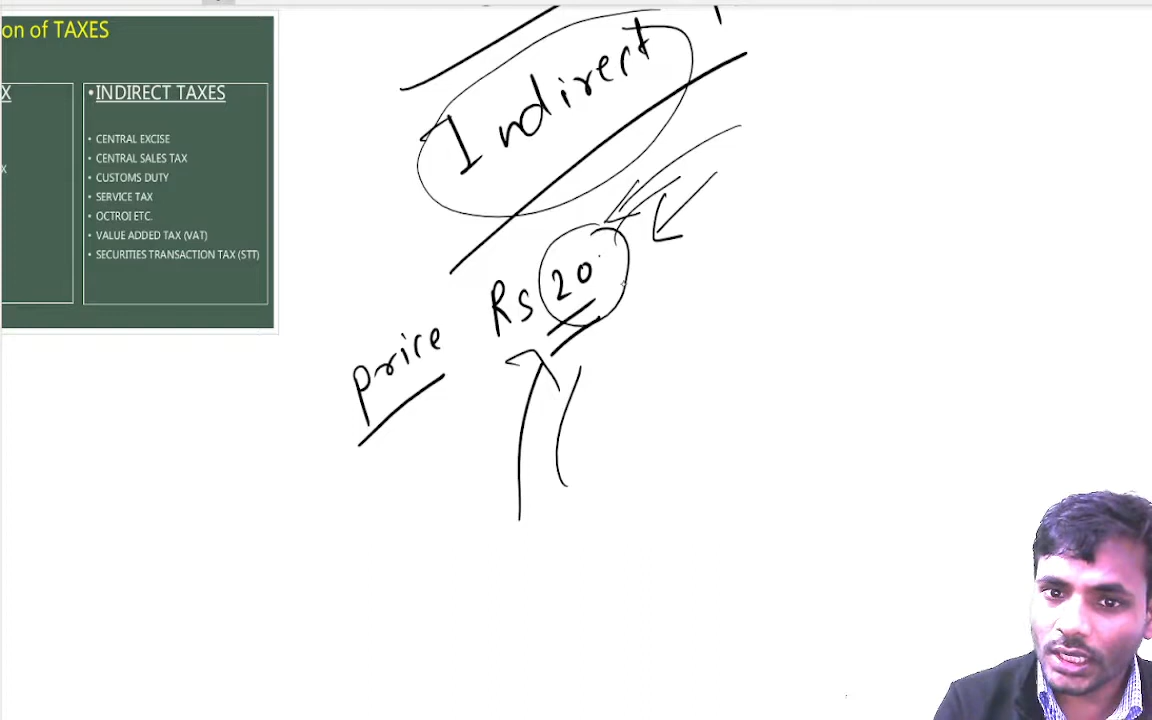 on of TAXES
X
•INDIRECT TAXES
• CENTRAL EXCISE
• CENTRAL SALES TAX
• CUSTOMS DUTY
X
• SERVICE TAX
• OCTROI ETC.
• VALUE ADDED TAX (VAT)
• SECURITIES TRANSACTION TAX (STT)
Indirect
price Rs 20